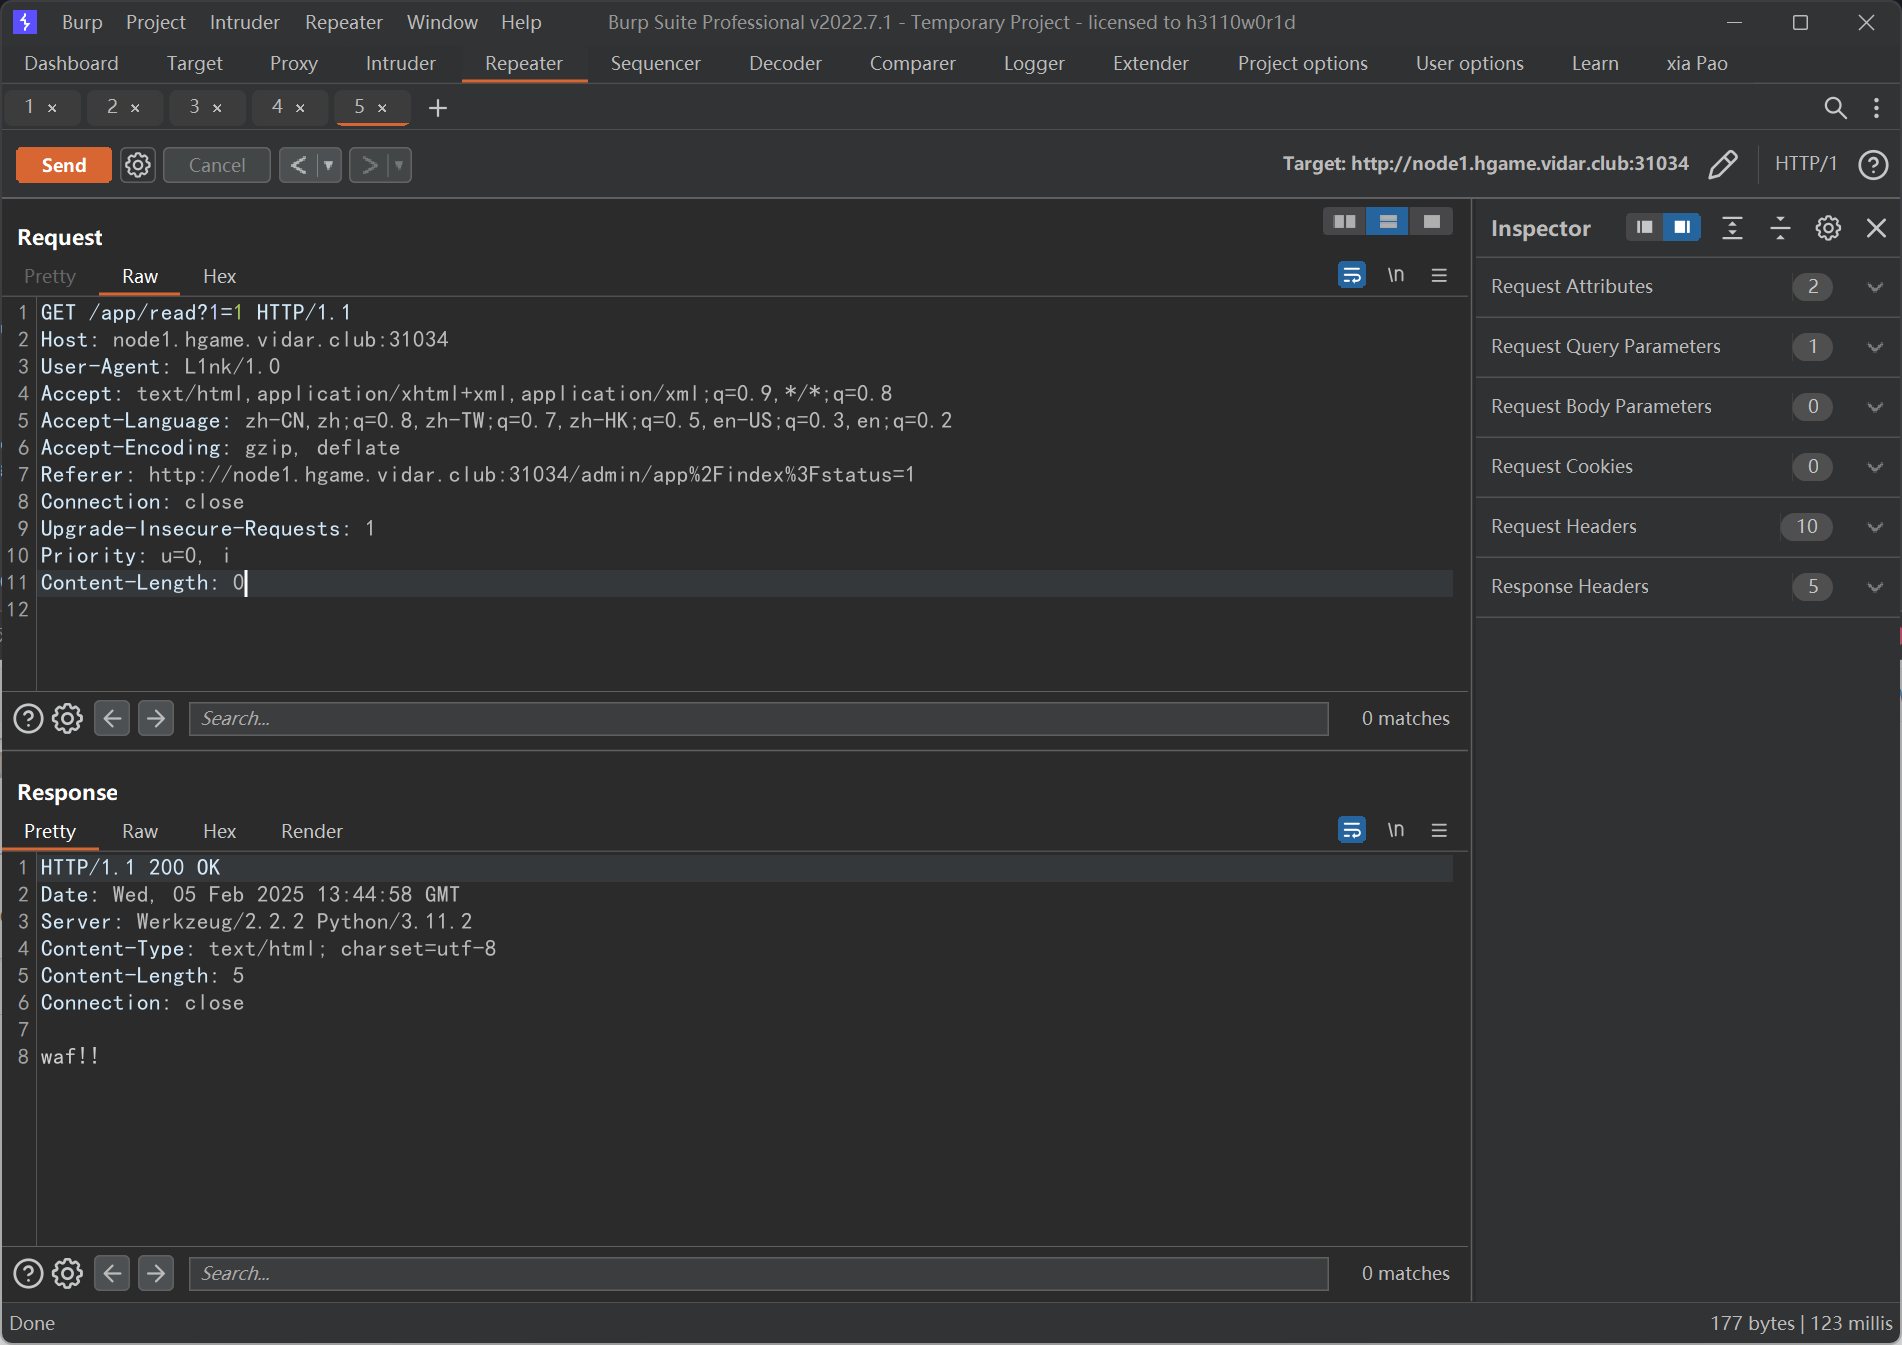 Burp Project Intruder Repeater Window Help Burp Suite Professional v2022.7.1 - Temporary Project - licensed to h3110w0r1d
Dashboard Target Proxy Intruder Repeater Sequencer Decoder Comparer Logger Extender Project options User options Learn xia Pao
1 × 2 × 3 × 4 × 5 × +
Send Cancel < > Target: http://node1.hgame.vidar.club:31034 HTTP/1 ?
Request
Pretty Raw Hex \n
1 GET /app/read?1=1 HTTP/1.1
2 Host: node1.hgame.vidar.club:31034
3 User-Agent: L1nk/1.0
4 Accept: text/html,application/xhtml+xml,application/xml;q=0.9,*/*;q=0.8
5 Accept-Language: zh-CN,zh;q=0.8,zh-TW;q=0.7,zh-HK;q=0.5,en-US;q=0.3,en;q=0.2
6 Accept-Encoding: gzip, deflate
7 Referer: http://node1.hgame.vidar.club:31034/admin/app%2Findex%3Fstatus=1
8 Connection: close
9 Upgrade-Insecure-Requests: 1
10 Priority: u=0, i
11 Content-Length: 0
12
? Search... 0 matches
Response
Pretty Raw Hex Render \n
1 HTTP/1.1 200 OK
2 Date: Wed, 05 Feb 2025 13:44:58 GMT
3 Server: Werkzeug/2.2.2 Python/3.11.2
4 Content-Type: text/html; charset=utf-8
5 Content-Length: 5
6 Connection: close
7
8 waf!!
? Search... 0 matches
Inspector
Request Attributes 2
Request Query Parameters 1
Request Body Parameters 0
Request Cookies 0
Request Headers 10
Response Headers 5
Done 177 bytes | 123 millis